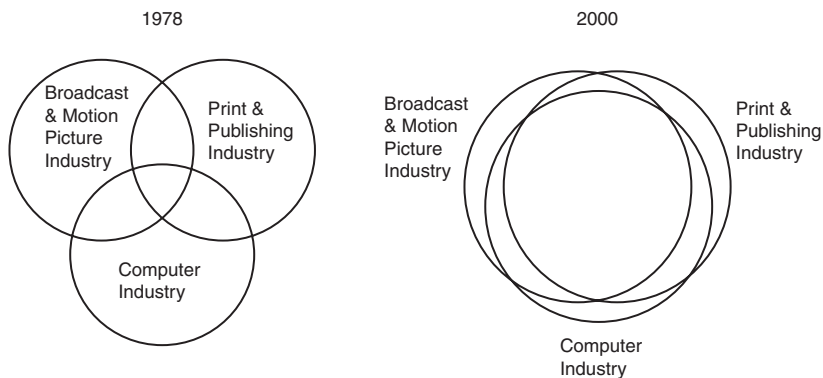 1978
Broadcast
& Motion
Picture
Industry
Print &
Publishing
Industry
Computer
Industry
2000
Broadcast
& Motion
Picture
Industry
Print &
Publishing
Industry
Computer
Industry